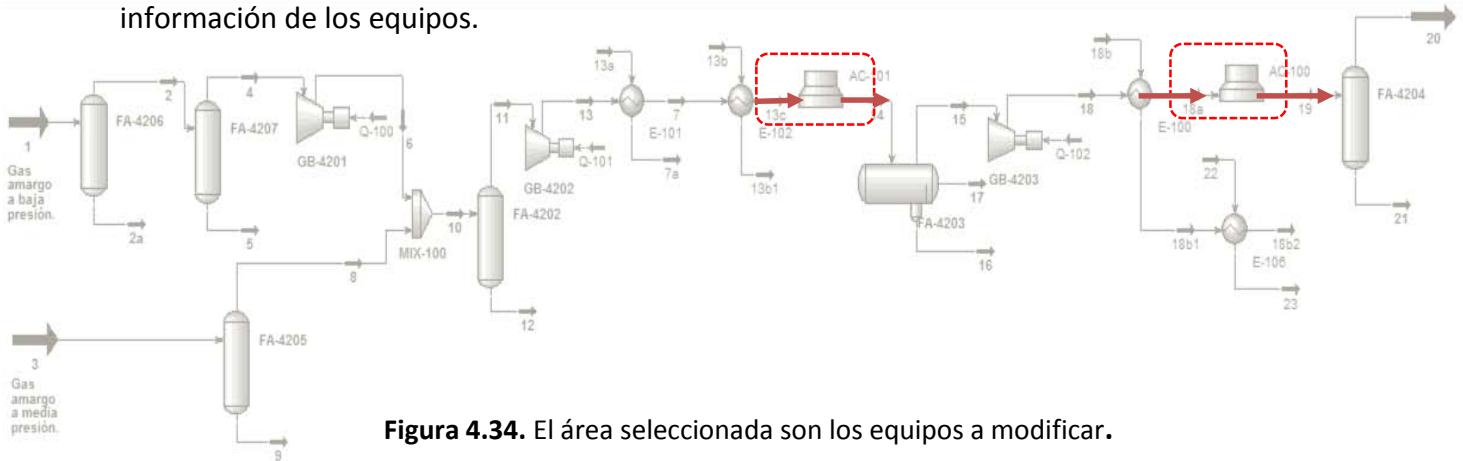 información de los equipos.
20
13a
13b
18b
2
4
AC-101
AC-100
11
13
7
13c
4
15
18
18a
19
FA-4206
FA-4207
Q-100
6
E-101
E-102
E-100
FA-4204
1
GB-4201
Q-101
Q-102
Gas
amargo
a baja
presión.
GB-4202
7a
13b1
GB-4203
22
17
2a
5
10
FA-4202
FA-4203
18b1
18b2
21
MIX-100
8
16
E-106
12
23
3
FA-4205
Gas
amargo
a media
presión.
9
Figura 4.34. El área seleccionada son los equipos a modificar.